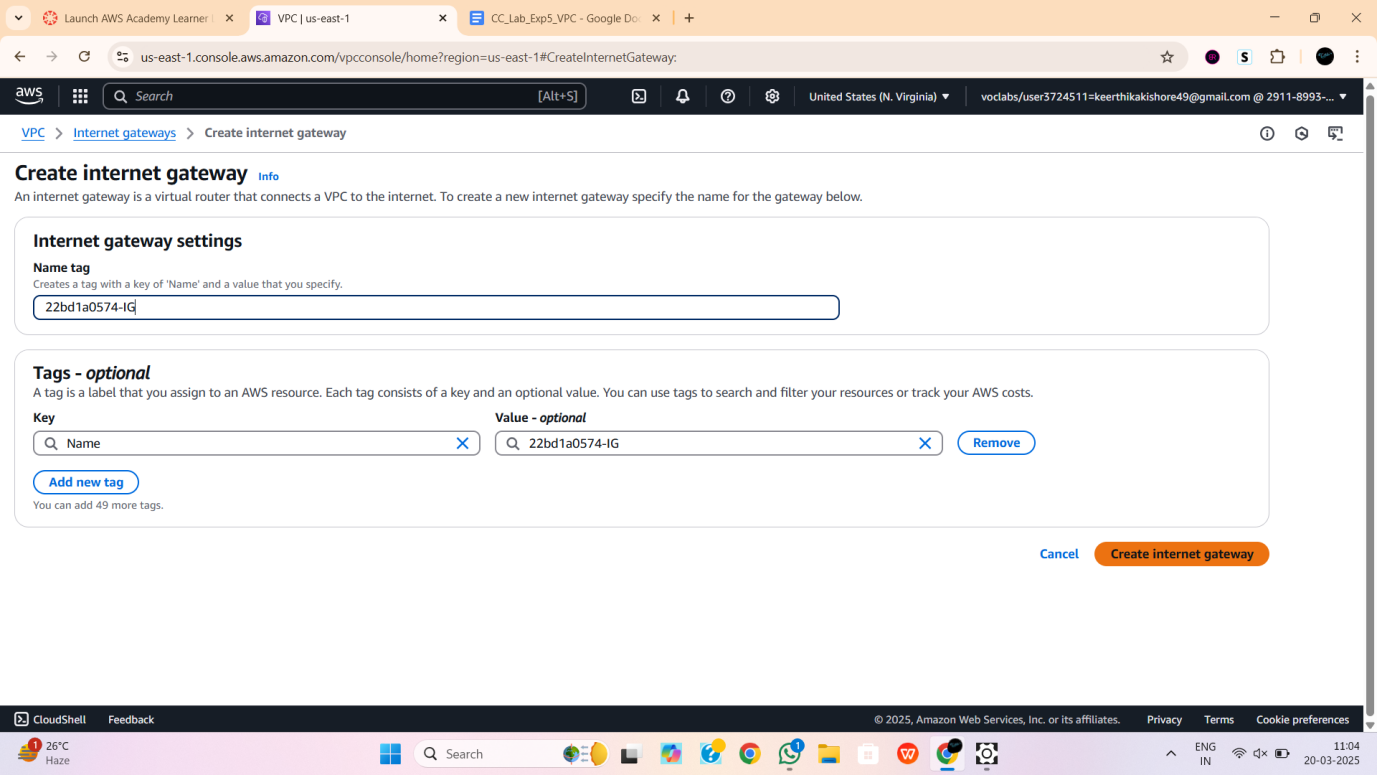 Launch AWS Academy Learner
VPC | us-east-1
CC_Lab_Exp5_VPC - Google Doc
us-east-1.console.aws.amazon.com/vpcconsole/home?region=us-east-1#CreateInternetGateway:
aws
Search
[Alt+S]
United States (N. Virginia)
voclabs/user3724511=keerthikakishore49@gmail.com @ 2911-8993-...
VPC > Internet gateways > Create internet gateway
Create internet gateway Info
An internet gateway is a virtual router that connects a VPC to the internet. To create a new internet gateway specify the name for the gateway below.
Internet gateway settings
Name tag
Creates a tag with a key of 'Name' and a value that you specify.
22bd1a0574-IG
Tags - optional
A tag is a label that you assign to an AWS resource. Each tag consists of a key and an optional value. You can use tags to search and filter your resources or track your AWS costs.
Key
Value - optional
Name
22bd1a0574-IG
Remove
Add new tag
You can add 49 more tags.
Cancel
Create internet gateway
CloudShell
Feedback
© 2025, Amazon Web Services, Inc. or its affiliates.
Privacy
Terms
Cookie preferences
1
26°C
Haze
Search
1
ENG
IN
11:04
20-03-2025